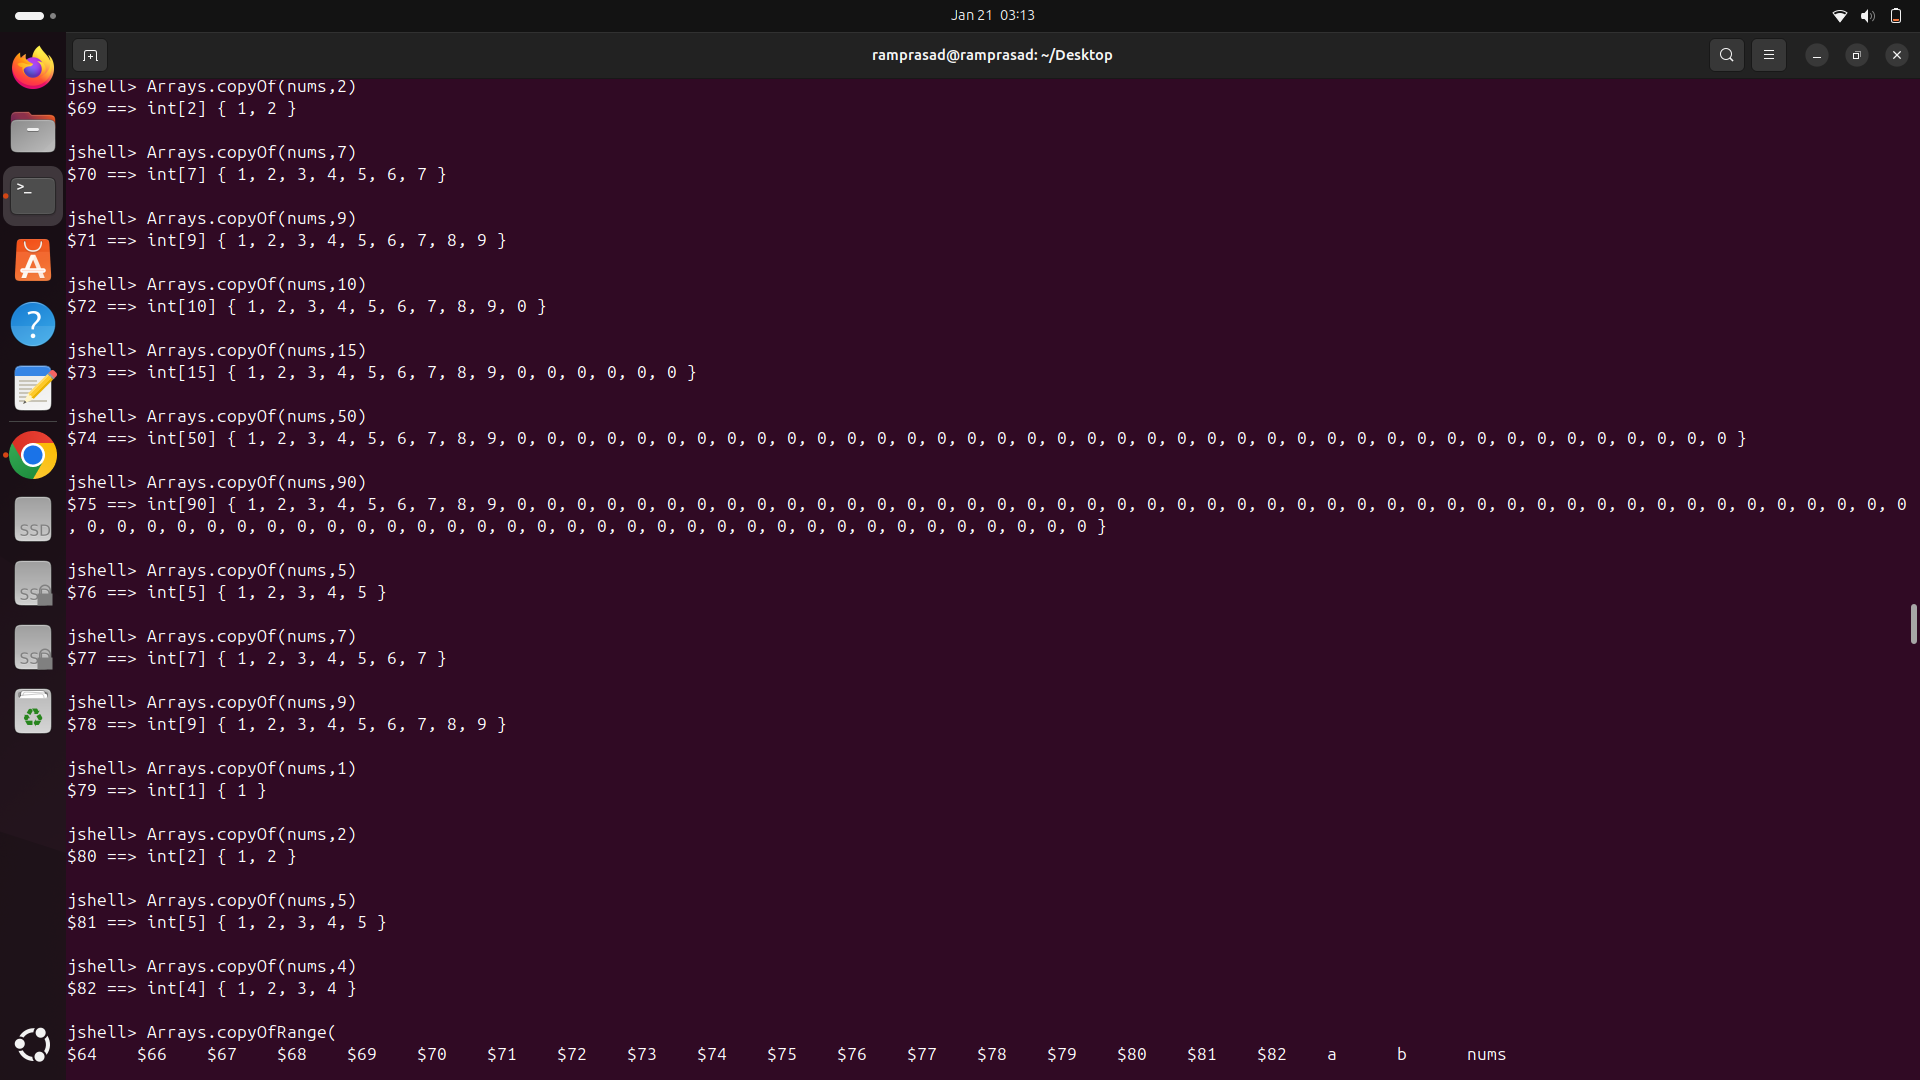 Jan 21 03:13
ramprasad@ramprasad: ~/Desktop
jshell> Arrays.copyOf(nums,2)
$69 ==> int[2] { 1, 2 }
jshell> Arrays.copyOf(nums,7)
$70 ==> int[7] { 1, 2, 3, 4, 5, 6, 7 }
jshell> Arrays.copyOf(nums,9)
$71 ==> int[9] { 1, 2, 3, 4, 5, 6, 7, 8, 9 }
jshell> Arrays.copyOf(nums,10)
$72 ==> int[10] { 1, 2, 3, 4, 5, 6, 7, 8, 9, 0 }
jshell> Arrays.copyOf(nums,15)
$73 ==> int[15] { 1, 2, 3, 4, 5, 6, 7, 8, 9, 0, 0, 0, 0, 0, 0 }
jshell> Arrays.copyOf(nums,50)
$74 ==> int[50] { 1, 2, 3, 4, 5, 6, 7, 8, 9, 0, 0, 0, 0, 0, 0, 0, 0, 0, 0, 0, 0, 0, 0, 0, 0, 0, 0, 0, 0, 0, 0, 0, 0, 0, 0, 0, 0, 0, 0, 0, 0, 0, 0, 0, 0, 0, 0, 0, 0, 0 }
jshell> Arrays.copyOf(nums,90)
$75 ==> int[90] { 1, 2, 3, 4, 5, 6, 7, 8, 9, 0, 0, 0, 0, 0, 0, 0, 0, 0, 0, 0, 0, 0, 0, 0, 0, 0, 0, 0, 0, 0, 0, 0, 0, 0, 0, 0, 0, 0, 0, 0, 0, 0, 0, 0, 0, 0, 0, 0, 0, 0, 0, 0, 0, 0, 0, 0
, 0, 0, 0, 0, 0, 0, 0, 0, 0, 0, 0, 0, 0, 0, 0, 0, 0, 0, 0, 0, 0, 0, 0, 0, 0, 0, 0, 0, 0, 0, 0, 0, 0, 0 }
jshell> Arrays.copyOf(nums,5)
$76 ==> int[5] { 1, 2, 3, 4, 5 }
jshell> Arrays.copyOf(nums,7)
$77 ==> int[7] { 1, 2, 3, 4, 5, 6, 7 }
jshell> Arrays.copyOf(nums,9)
$78 ==> int[9] { 1, 2, 3, 4, 5, 6, 7, 8, 9 }
jshell> Arrays.copyOf(nums,1)
$79 ==> int[1] { 1 }
jshell> Arrays.copyOf(nums,2)
$80 ==> int[2] { 1, 2 }
jshell> Arrays.copyOf(nums,5)
$81 ==> int[5] { 1, 2, 3, 4, 5 }
jshell> Arrays.copyOf(nums,4)
$82 ==> int[4] { 1, 2, 3, 4 }
jshell> Arrays.copyOfRange(
$64 $66 $67 $68 $69 $70 $71 $72 $73 $74 $75 $76 $77 $78 $79 $80 $81 $82 a b nums
SSD
SSD
SSD